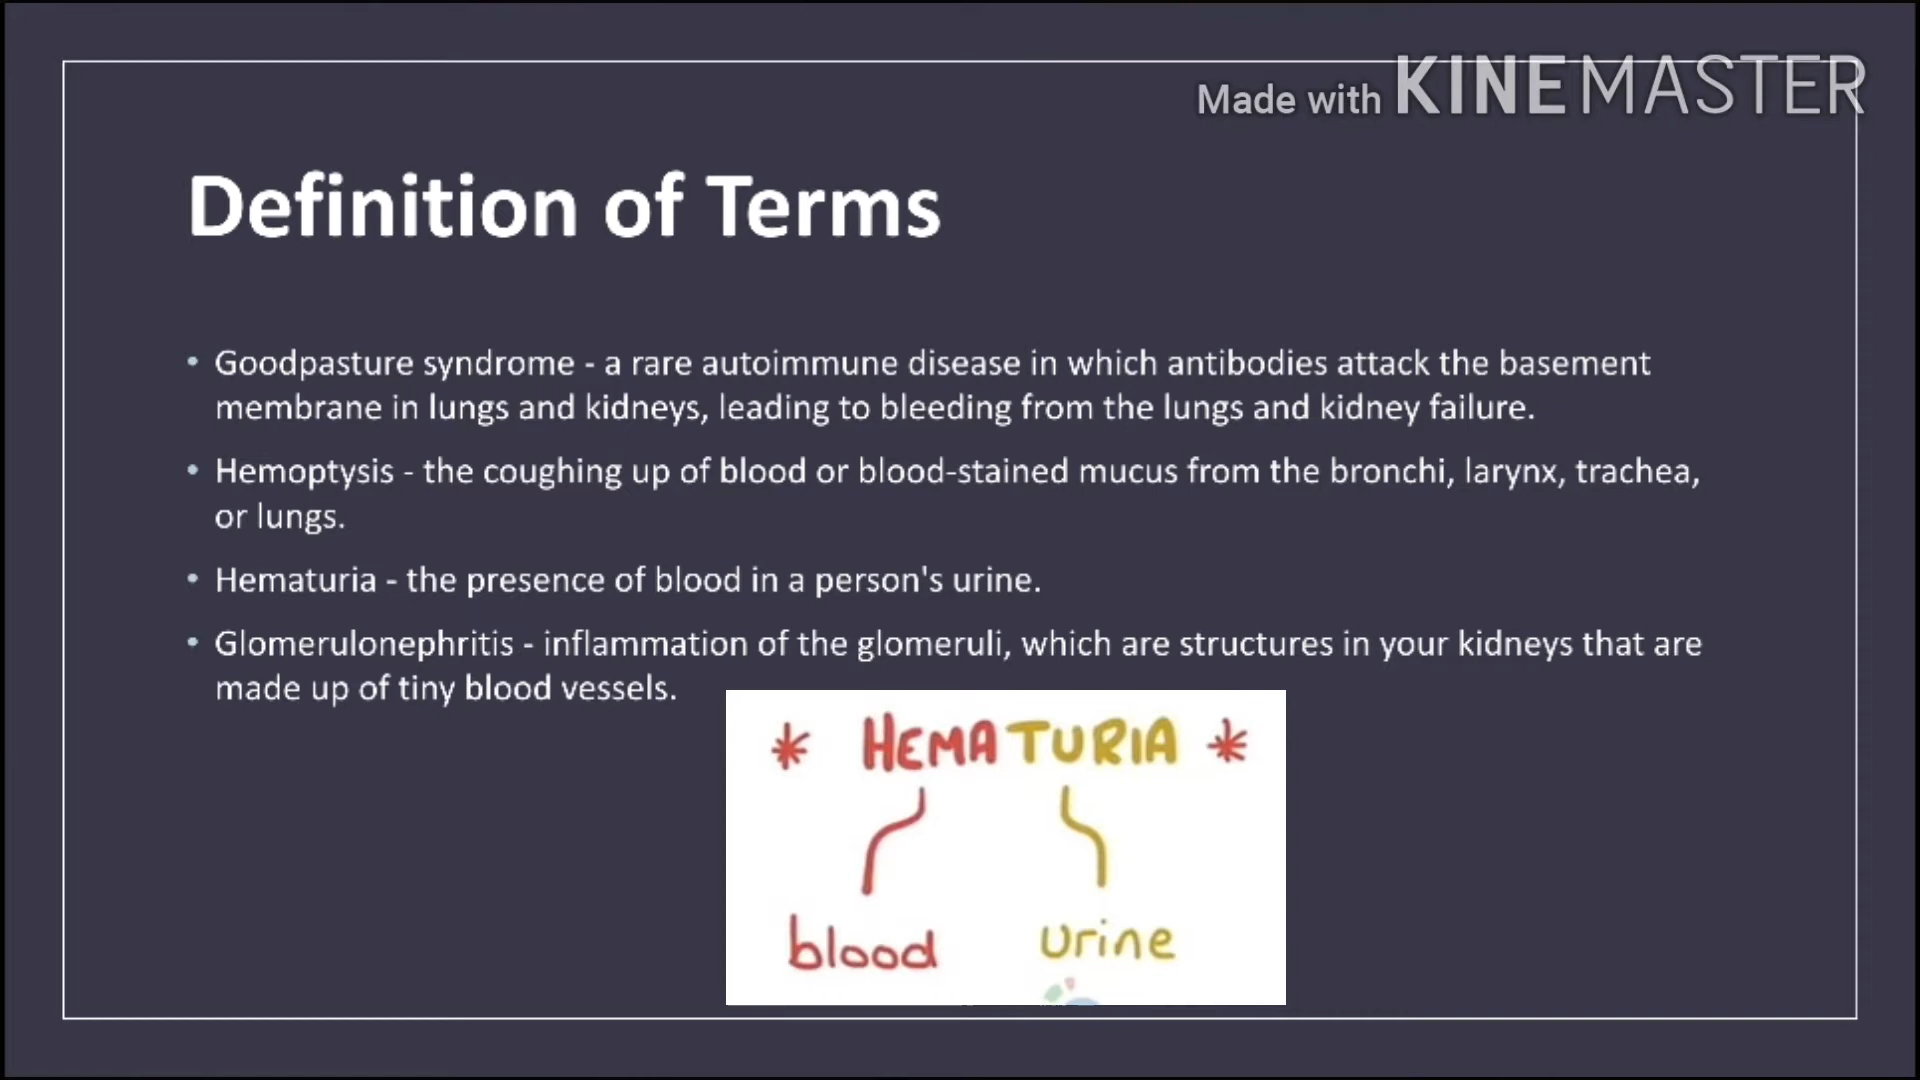 Made with KINEMASTER
Definition of Terms
• Goodpasture syndrome - a rare autoimmune disease in which antibodies attack the basement
membrane in lungs and kidneys, leading to bleeding from the lungs and kidney failure.
• Hemoptysis - the coughing up of blood or blood-stained mucus from the bronchi, larynx, trachea,
or lungs.
• Hematuria - the presence of blood in a person's urine.
• Glomerulonephritis - inflammation of the glomeruli, which are structures in your kidneys that are
made up of tiny blood vessels.
* HEMATURIA *
blood urine